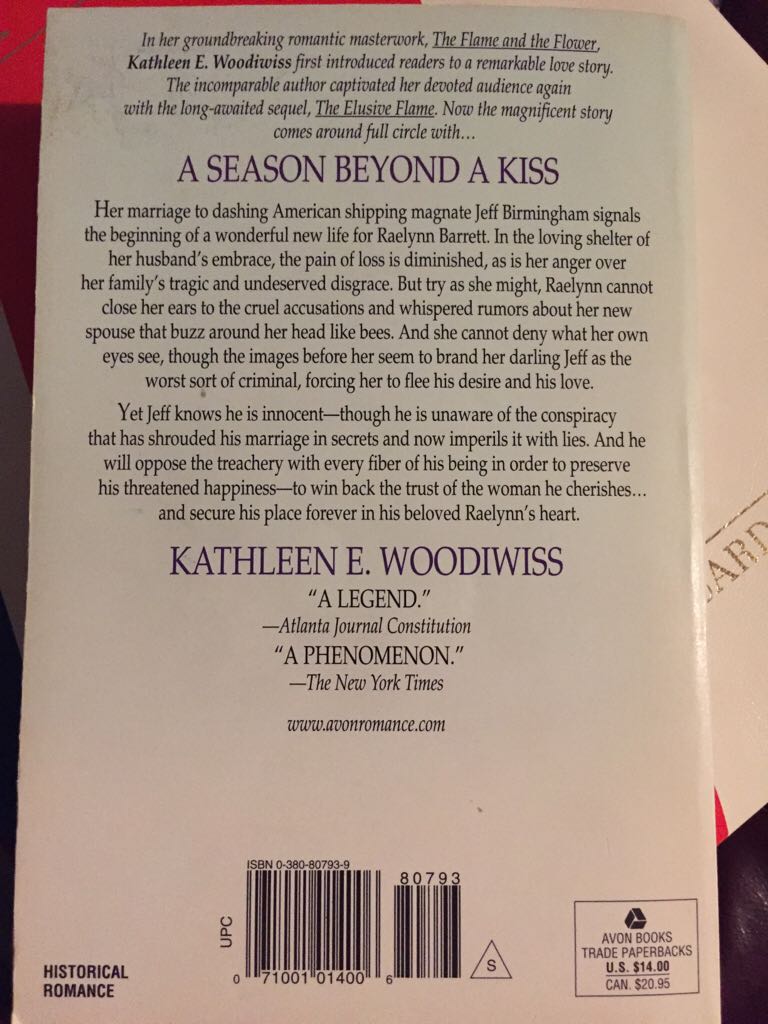 In her groundbreaking romantic masterwork, The Flame and the Flower,
Kathleen E. Woodiwiss first introduced readers to a remarkable love story.
The incomparable author captivated her devoted audience again
with the long-awaited sequel, The Elusive Flame. Now the magnificent story
comes around full circle with...
A SEASON BEYOND A KISS
Her marriage to dashing American shipping magnate Jeff Birmingham signals
the beginning of a wonderful new life for Raelynn Barrett. In the loving shelter of
her husband's embrace, the pain of loss is diminished, as is her anger over
her family's tragic and undeserved disgrace. But try as she might, Raelynn cannot
close her ears to the cruel accusations and whispered rumors about her new
spouse that buzz around her head like bees. And she cannot deny what her own
eyes see, though the images before her seem to brand her darling Jeff as the
worst sort of criminal, forcing her to flee his desire and his love.
Yet Jeff knows he is innocent—though he is unaware of the conspiracy
that has shrouded his marriage in secrets and now imperils it with lies. And he
will oppose the treachery with every fiber of his being in order to preserve
his threatened happiness—to win back the trust of the woman he cherishes...
and secure his place forever in his beloved Raelynn's heart.
KATHLEEN E. WOODIWISS
"A LEGEND."
—Atlanta Journal Constitution
"A PHENOMENON."
—The New York Times
www.avonromance.com
ISBN 0-380-80793-9
80793
UPC
0 71001 01400 6
S
HISTORICAL
ROMANCE
AVON BOOKS
TRADE PAPERBACKS
U.S. $14.00
CAN. $20.95